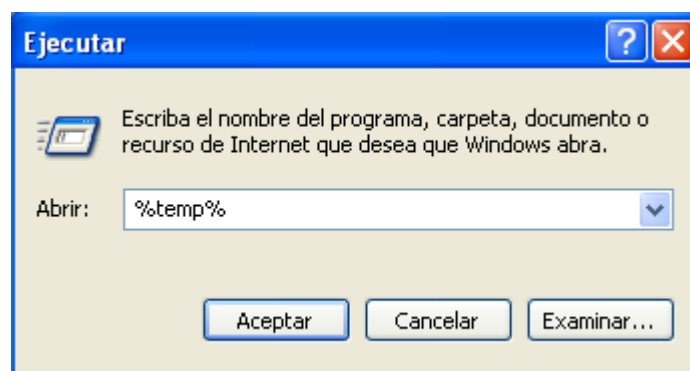 Ejecutar
Escriba el nombre del programa, carpeta, documento o
recurso de Internet que desea que Windows abra.
Abrir: %temp%
Aceptar Cancelar Examinar...